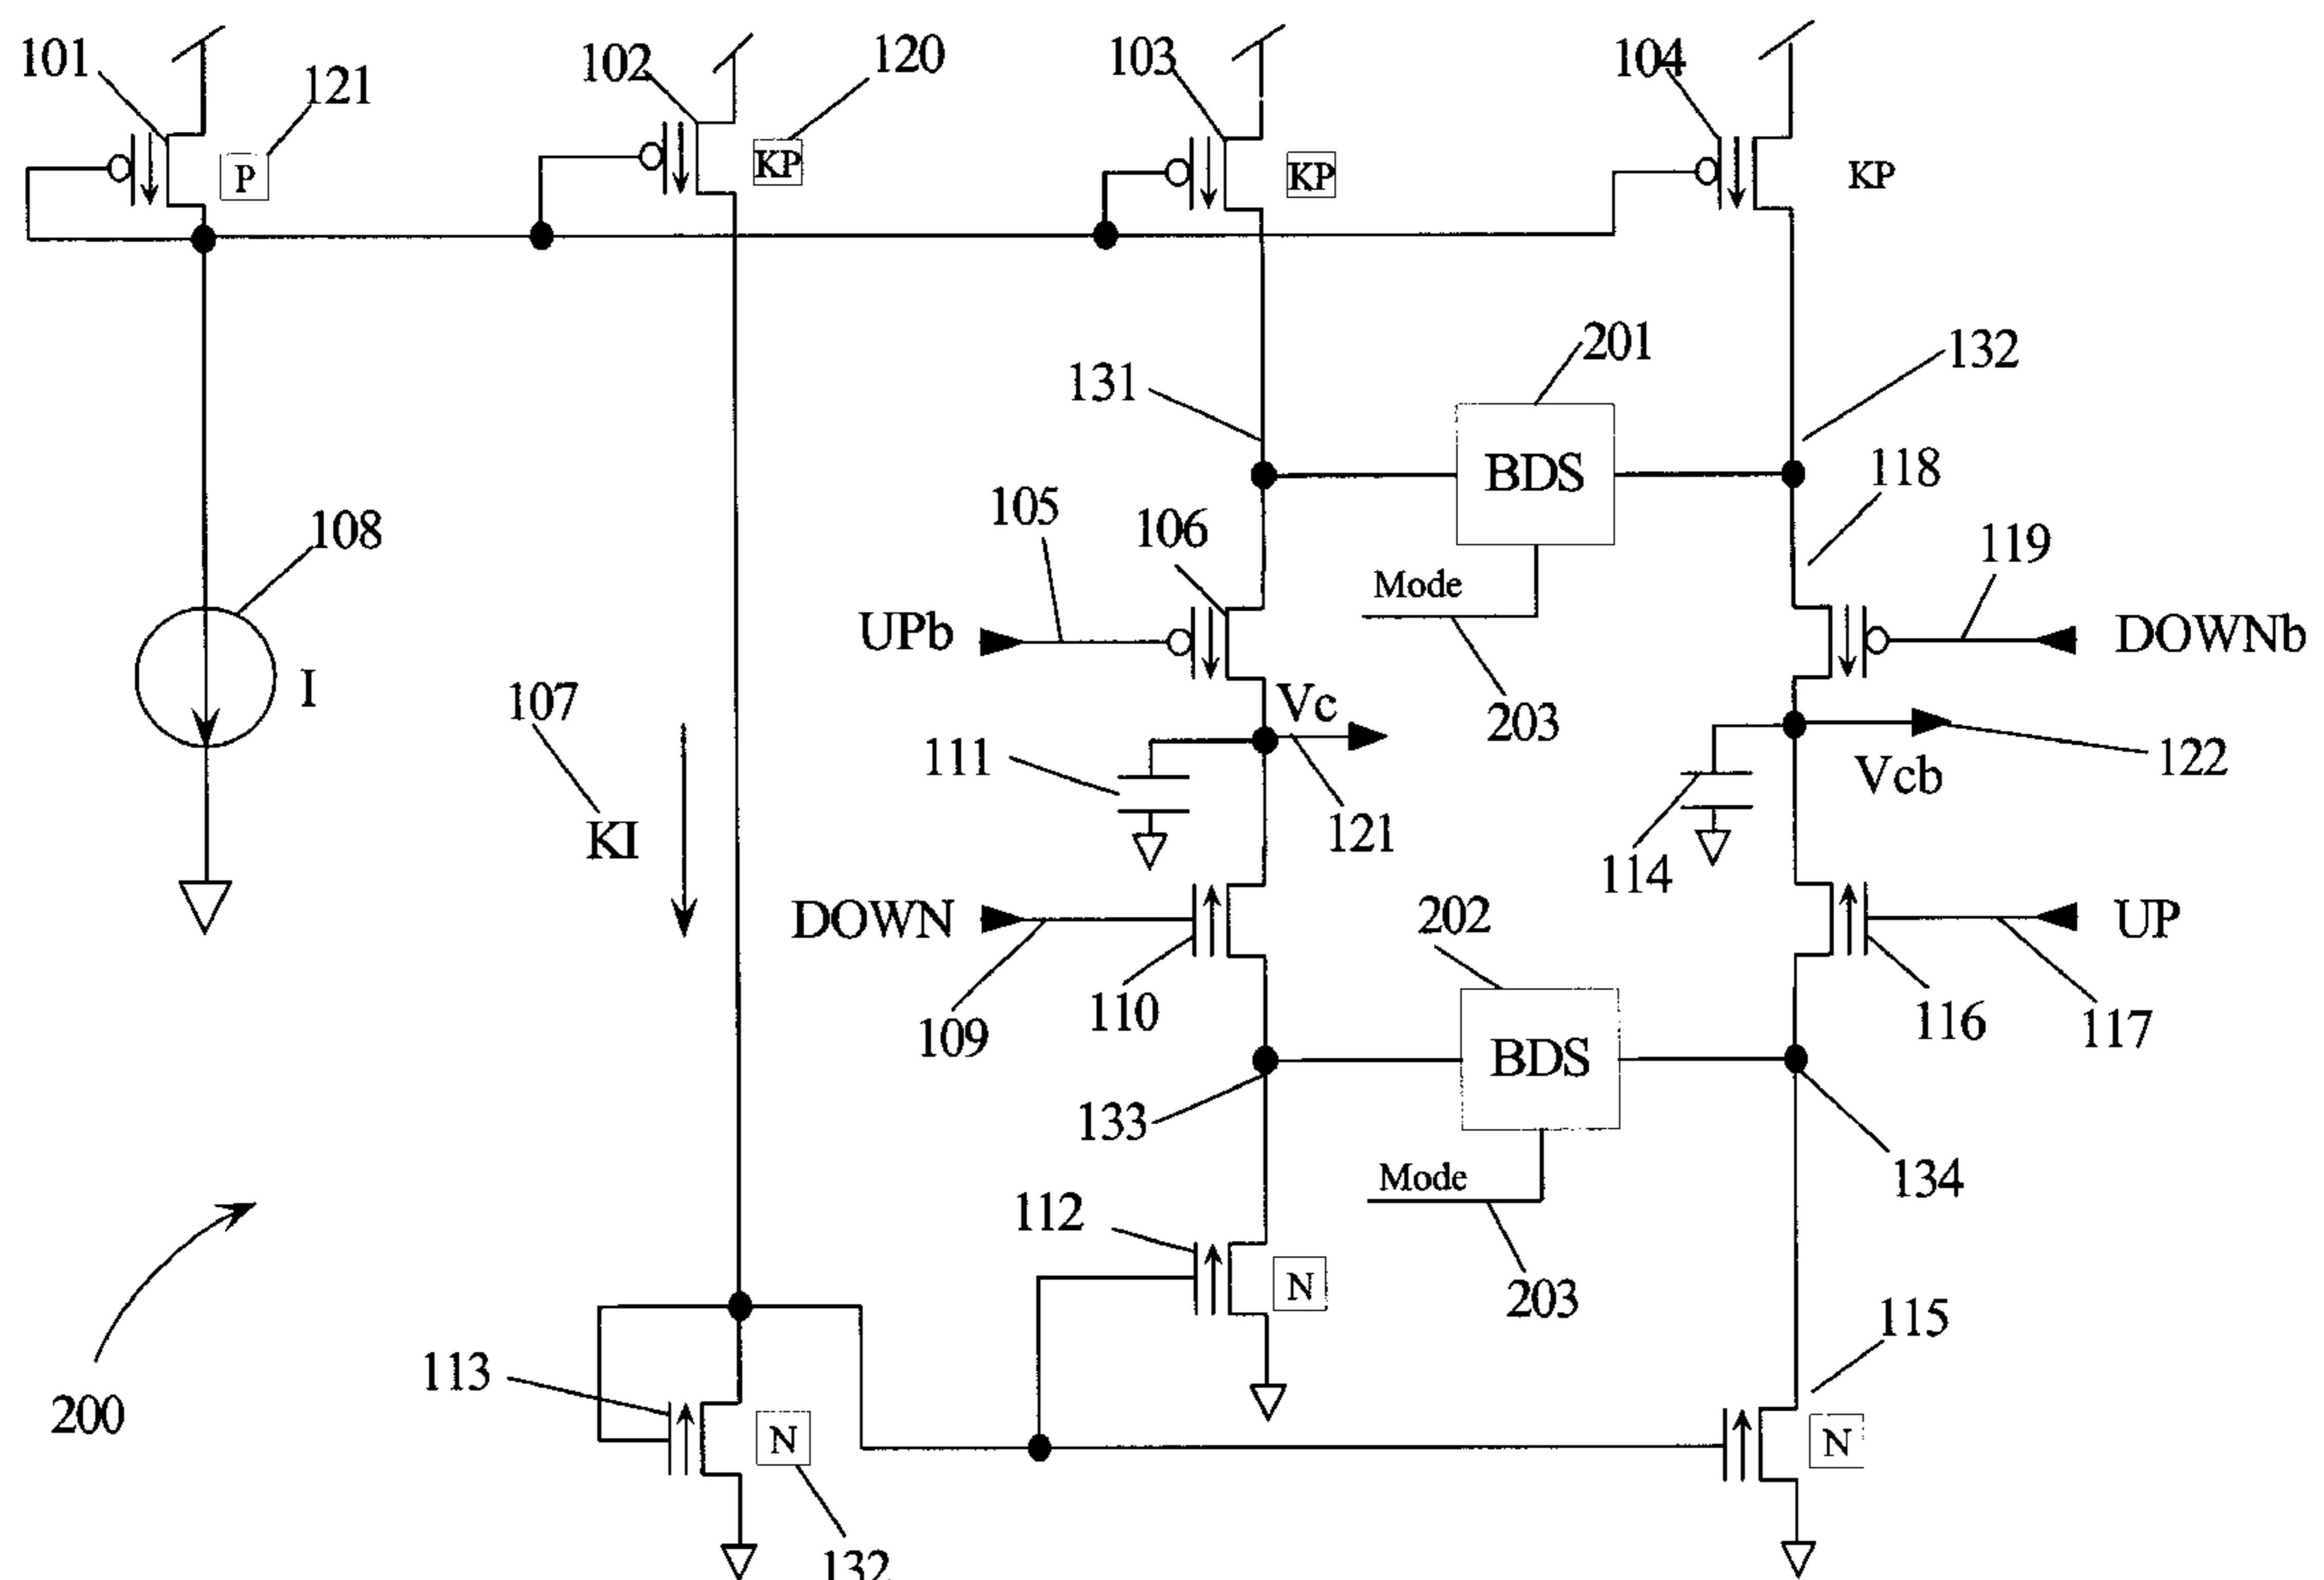 101
121
102
120
103
104
P
KP
KP
KP
201
132
131
BDS
118
108
105
106
119
Mode
UPb
DOWNb
I
107
Vc
203
111
122
Vcb
KI
121
114
DOWN
202
UP
109
110
BDS
116
117
133
134
Mode
112
N
203
115
113
200
N
N
132